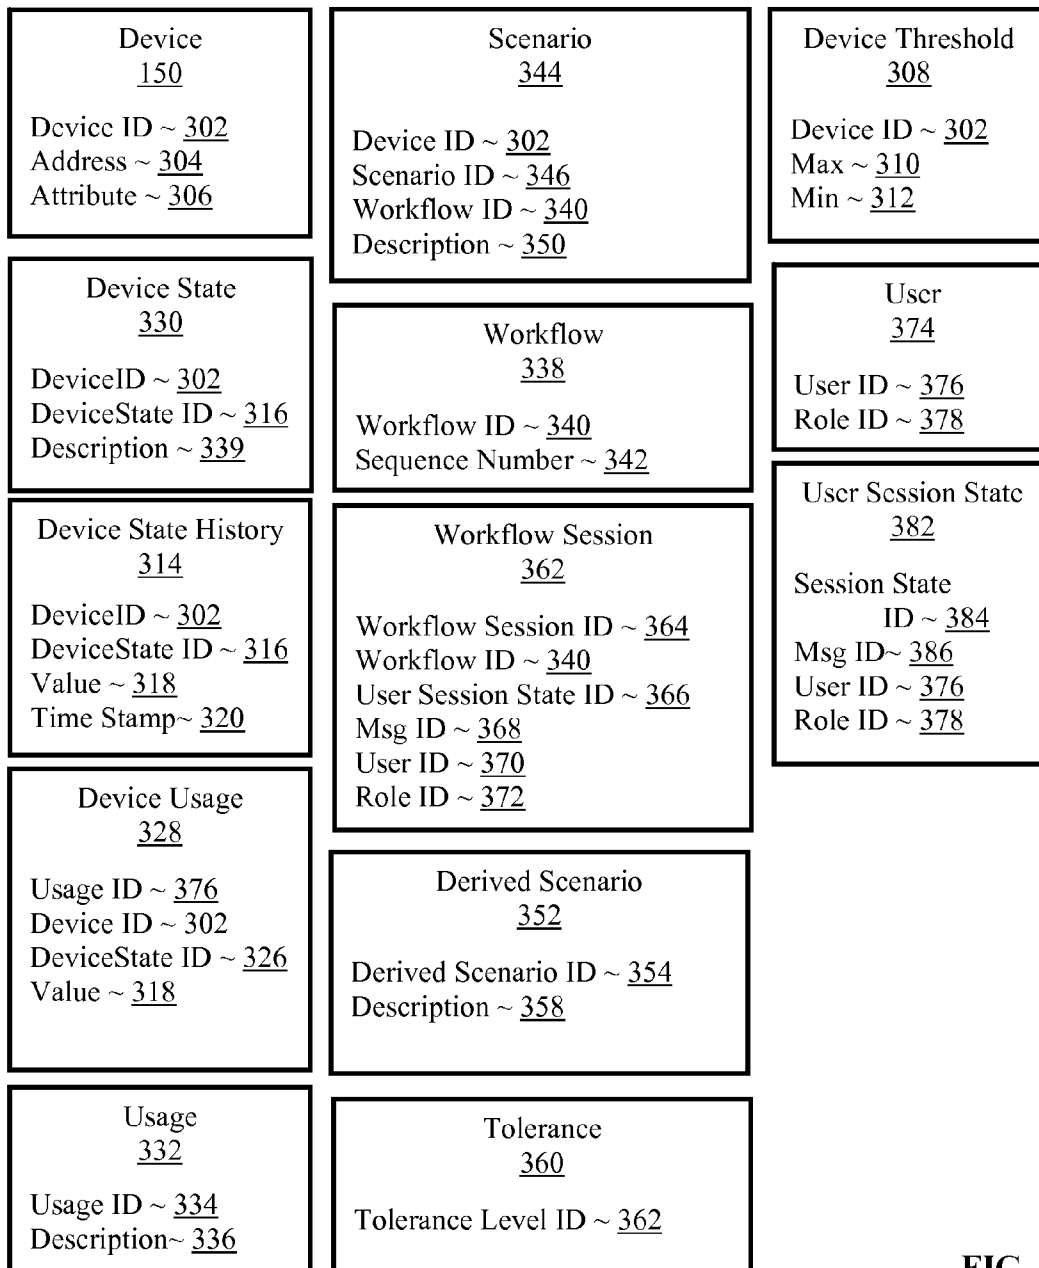 Device
150
Device ID ~ 302
Address ~ 304
Attribute ~ 306
Device State
330
DeviceID ~ 302
DeviceState ID ~ 316
Description ~ 339
Device State History
314
DeviceID ~ 302
DeviceState ID ~ 316
Value ~ 318
Time Stamp~ 320
Device Usage
328
Usage ID ~ 376
Device ID ~ 302
DeviceState ID ~ 326
Value ~ 318
Usage
332
Usage ID ~ 334
Description~ 336
Scenario
344
Device ID ~ 302
Scenario ID ~ 346
Workflow ID ~ 340
Description ~ 350
Workflow
338
Workflow ID ~ 340
Sequence Number ~ 342
Workflow Session
362
Workflow Session ID ~ 364
Workflow ID ~ 340
User Session State ID ~ 366
Msg ID ~ 368
User ID ~ 370
Role ID ~ 372
Derived Scenario
352
Derived Scenario ID ~ 354
Description ~ 358
Tolerance
360
Tolerance Level ID ~ 362
Device Threshold
308
Device ID ~ 302
Max ~ 310
Min ~ 312
User
374
User ID ~ 376
Role ID ~ 378
User Session State
382
Session State
ID ~ 384
Msg ID~ 386
User ID ~ 376
Role ID ~ 378
FIG